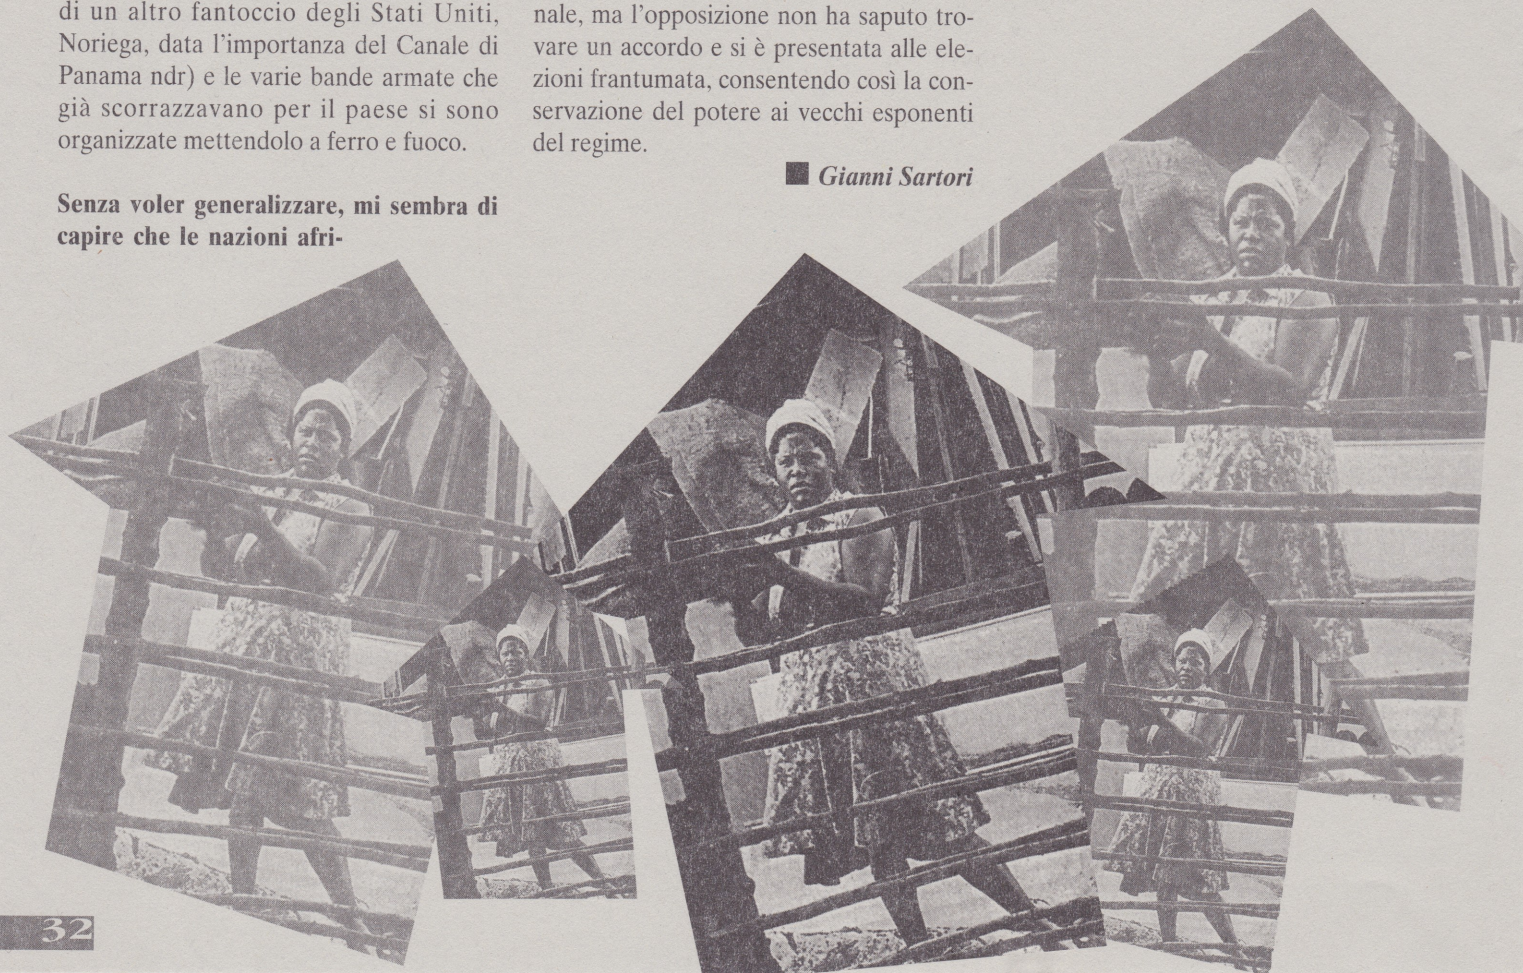 di un altro fantoccio degli Stati Uniti,
Noriega, data l'importanza del Canale di
Panama ndr) e le varie bande armate che
già scorrazzavano per il paese si sono
organizzate mettendolo a ferro e fuoco.
Senza voler generalizzare, mi sembra di
capire che le nazioni afri-
nale, ma l'opposizione non ha saputo tro-
vare un accordo e si è presentata alle ele-
zioni frantumata, consentendo così la con-
servazione del potere ai vecchi esponenti
del regime.
■ Gianni Sartori
32